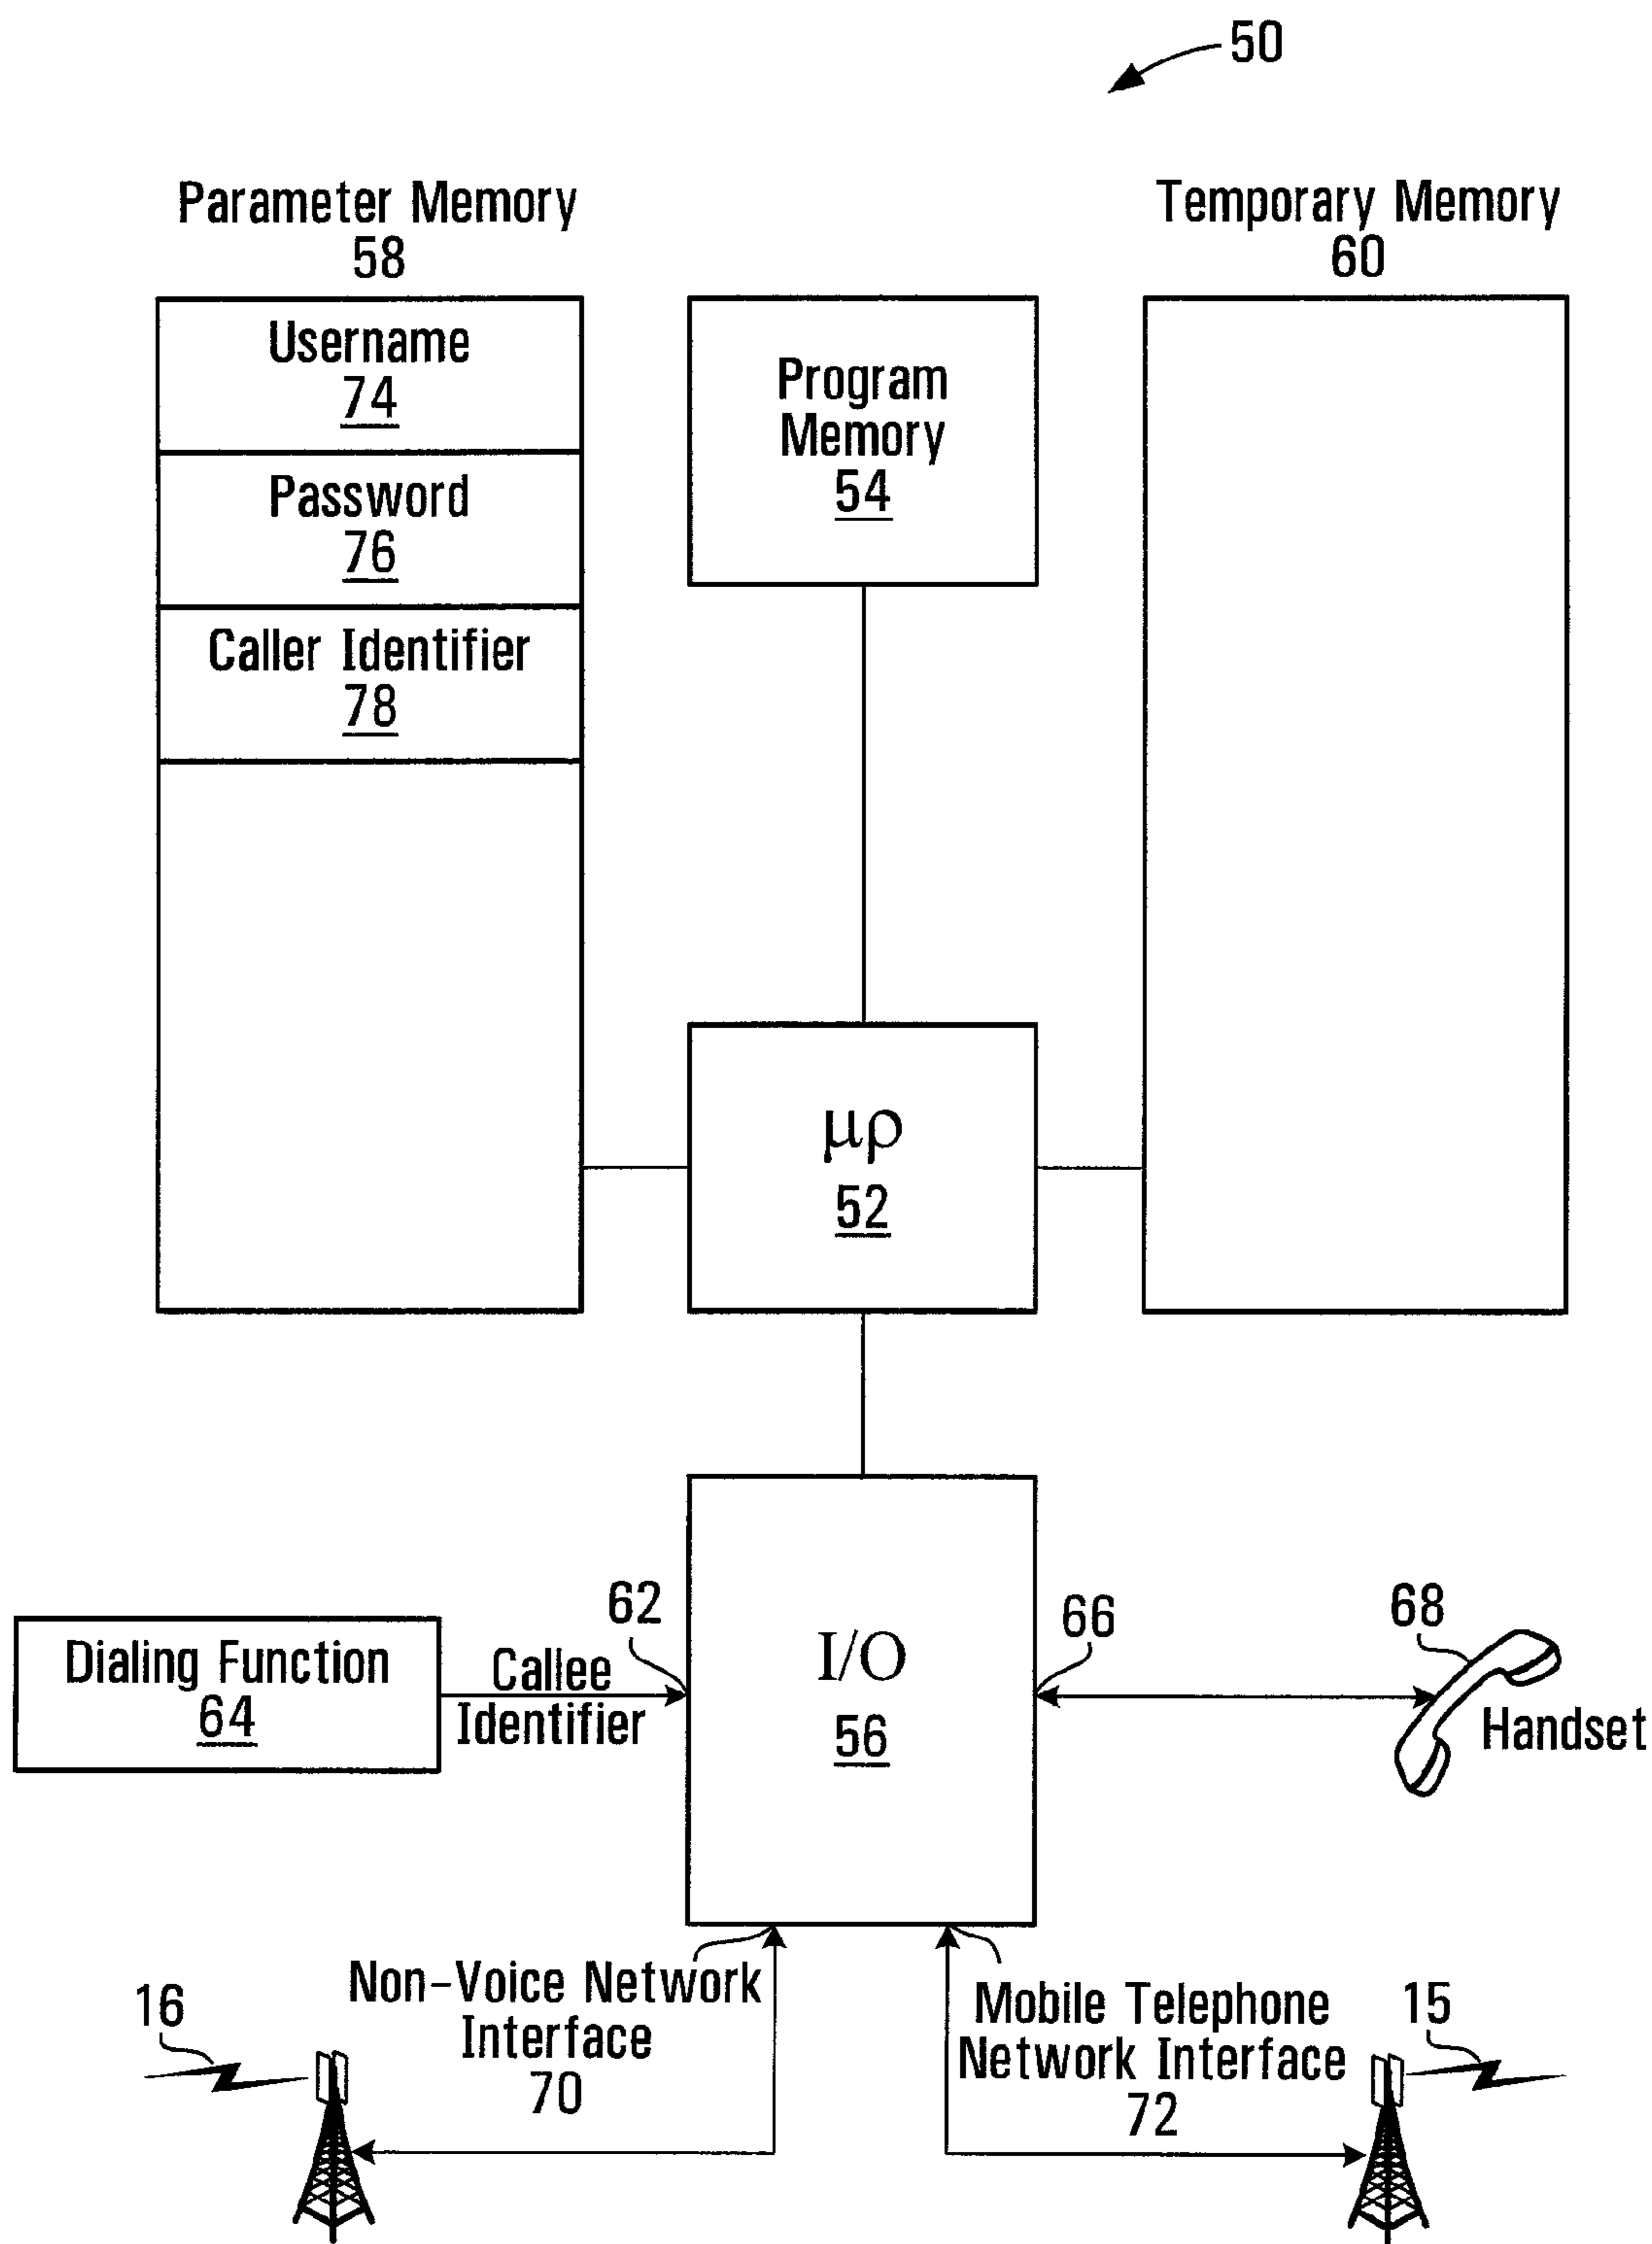 50
Parameter Memory
58
Temporary Memory
60
Username
74
Password
76
Caller Identifier
78
Program
Memory
54
μρ
52
62
66
68
Dialing Function
64
Callee
Identifier
I/O
56
Handset
16
Non-Voice Network
Interface
70
Mobile Telephone
Network Interface
72
15